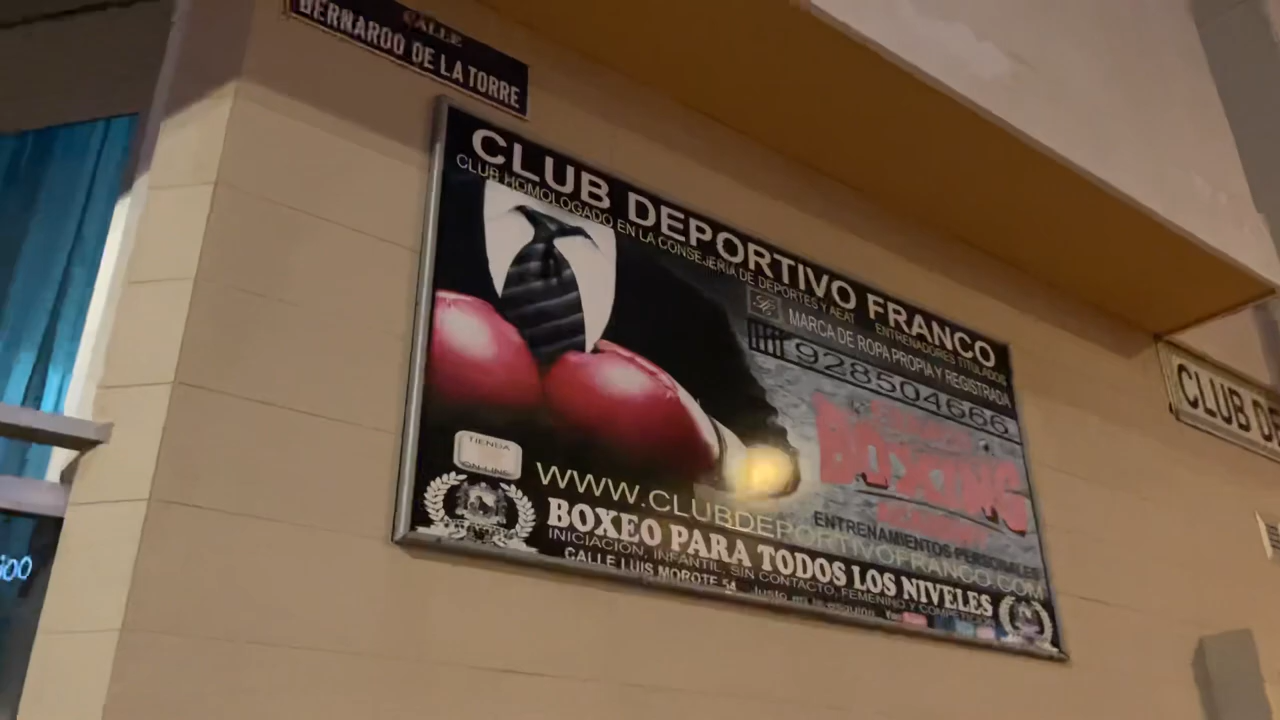 CALLE
BERNARDO DE LA TORRE
CLUB DEPORTIVO FRANCO
CLUB HOMOLOGADO EN LA CONSEJERIA DE DEPORTES Y AEAT ENTRENADORES TITULADOS
MARCA DE ROPA PROPIA Y REGISTRADA
928504666
BOXING
ENTRENAMIENTOS PERSONALES
TIENDA
ON-LINE
WWW.CLUBDEPORTIVOFRANCO.COM
BOXEO PARA TODOS LOS NIVELES
INICIACIÓN, INFANTIL, SIN CONTACTO, FEMENINO Y COMPETICIÓN
CALLE LUIS MOROTE 54
CLUB DE